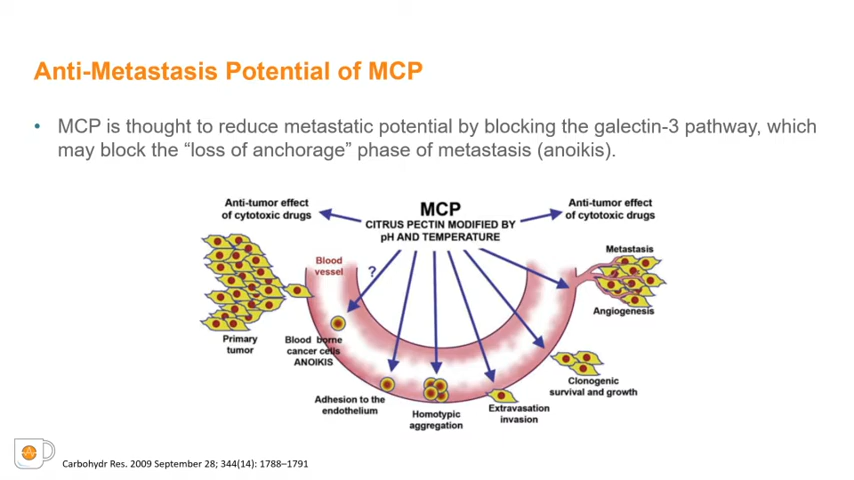 Anti-Metastasis Potential of MCP
• MCP is thought to reduce metastatic potential by blocking the galectin-3 pathway, which
may block the “loss of anchorage” phase of metastasis (anoikis).
Anti-tumor effect
of cytotoxic drugs
MCP
CITRUS PECTIN MODIFIED BY
pH AND TEMPERATURE
Anti-tumor effect
of cytotoxic drugs
Blood
vessel
?
Metastasis
Angiogenesis
Primary
tumor
Blood borne
cancer cells
ANOIKIS
Adhesion to the
endothelium
Homotypic
aggregation
Extravasation
invasion
Clonogenic
survival and growth
Carbohydr Res. 2009 September 28; 344(14): 1788–1791